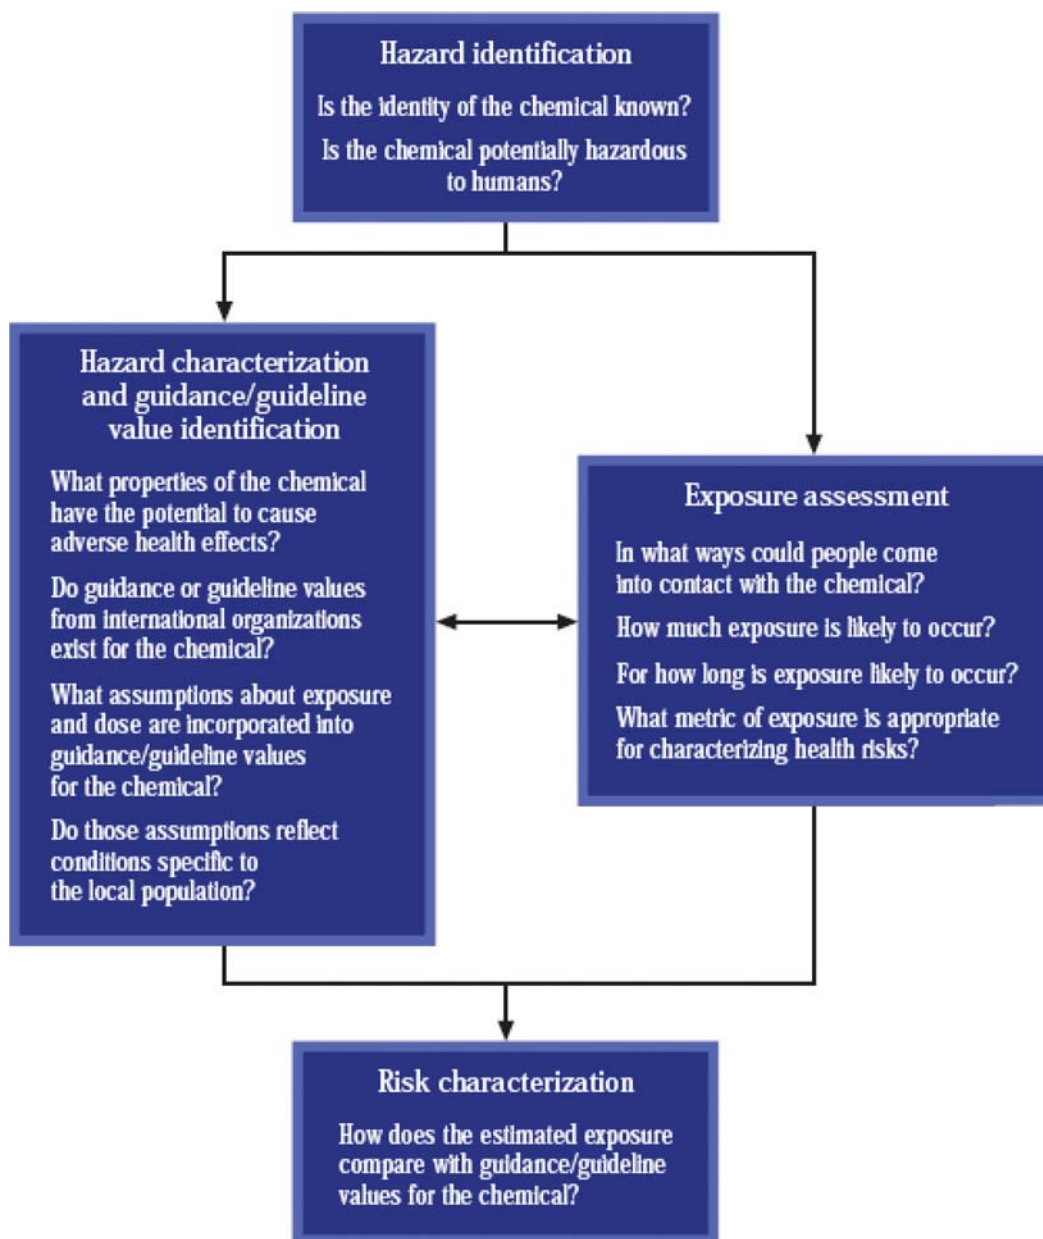 Hazard identification
Is the identity of the chemical known?
Is the chemical potentially hazardous
to humans?
Hazard characterization
and guidance/guideline
value identification
What properties of the chemical
have the potential to cause
adverse health effects?
Do guidance or guideline values
from international organizations
exist for the chemical?
What assumptions about exposure
and dose are incorporated into
guidance/guideline values
for the chemical?
Do those assumptions reflect
conditions specific to
the local population?
Exposure assessment
In what ways could people come
into contact with the chemical?
How much exposure is likely to occur?
For how long is exposure likely to occur?
What metric of exposure is appropriate
for characterizing health risks?
Risk characterization
How does the estimated exposure
compare with guidance/guideline
values for the chemical?